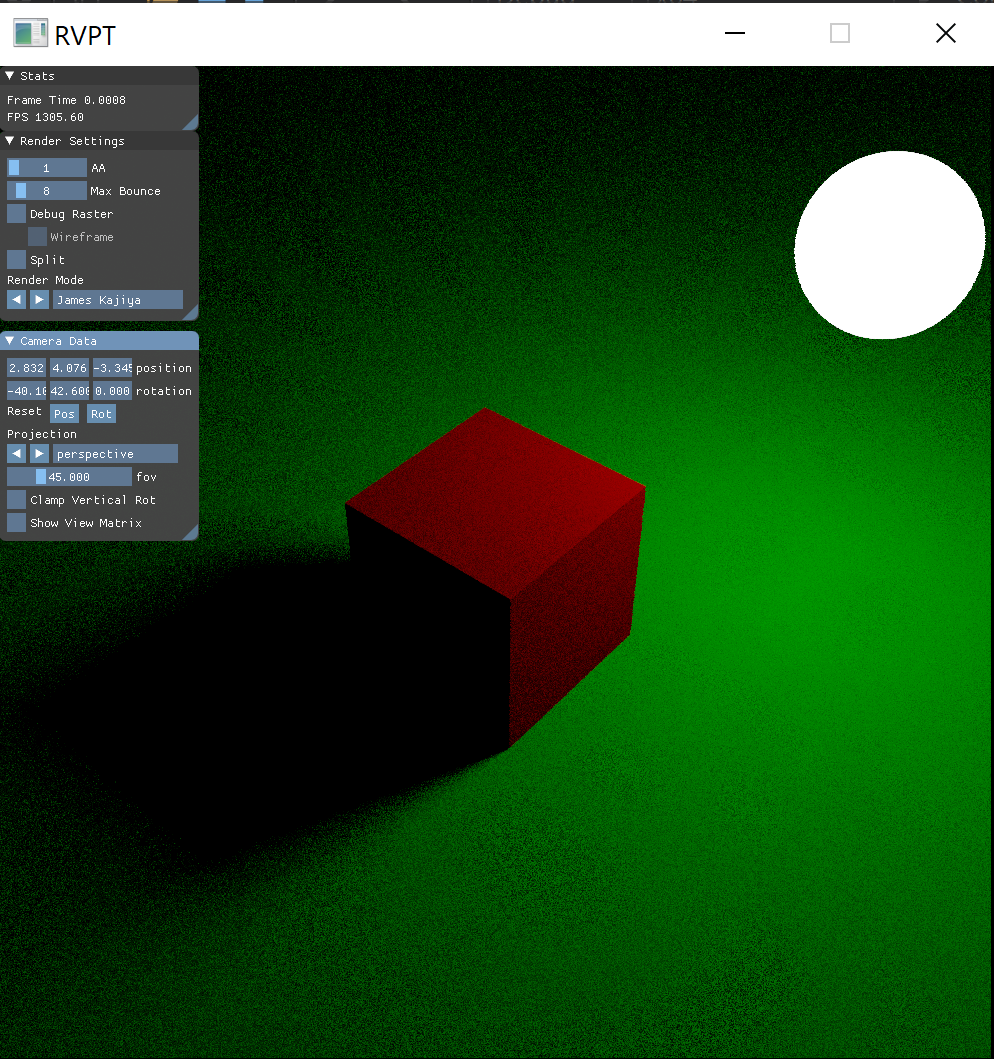 RVPT
Stats
Frame Time 0.0008
FPS 1305.60
Render Settings
1 AA
8 Max Bounce
Debug Raster
Wireframe
Split
Render Mode
James Kajiya
Camera Data
2.832 4.076 -3.345 position
-40.10 42.600 0.000 rotation
Reset Pos Rot
Projection
perspective
45.000 fov
Clamp Vertical Rot
Show View Matrix